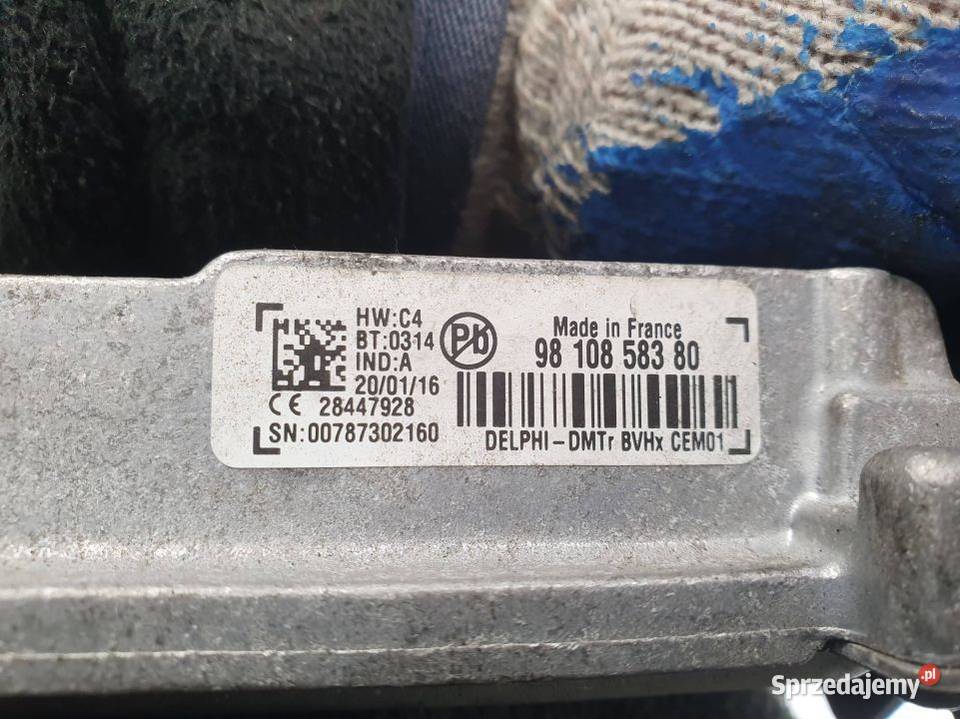 HW:C4
BT:0314
IND:A
20/01/16
CE 28447928
SN:00787302160
Pb
Made in France
98 108 583 80
DELPHI-DMTr BVHx CEM01
Sprzedajemy.pl